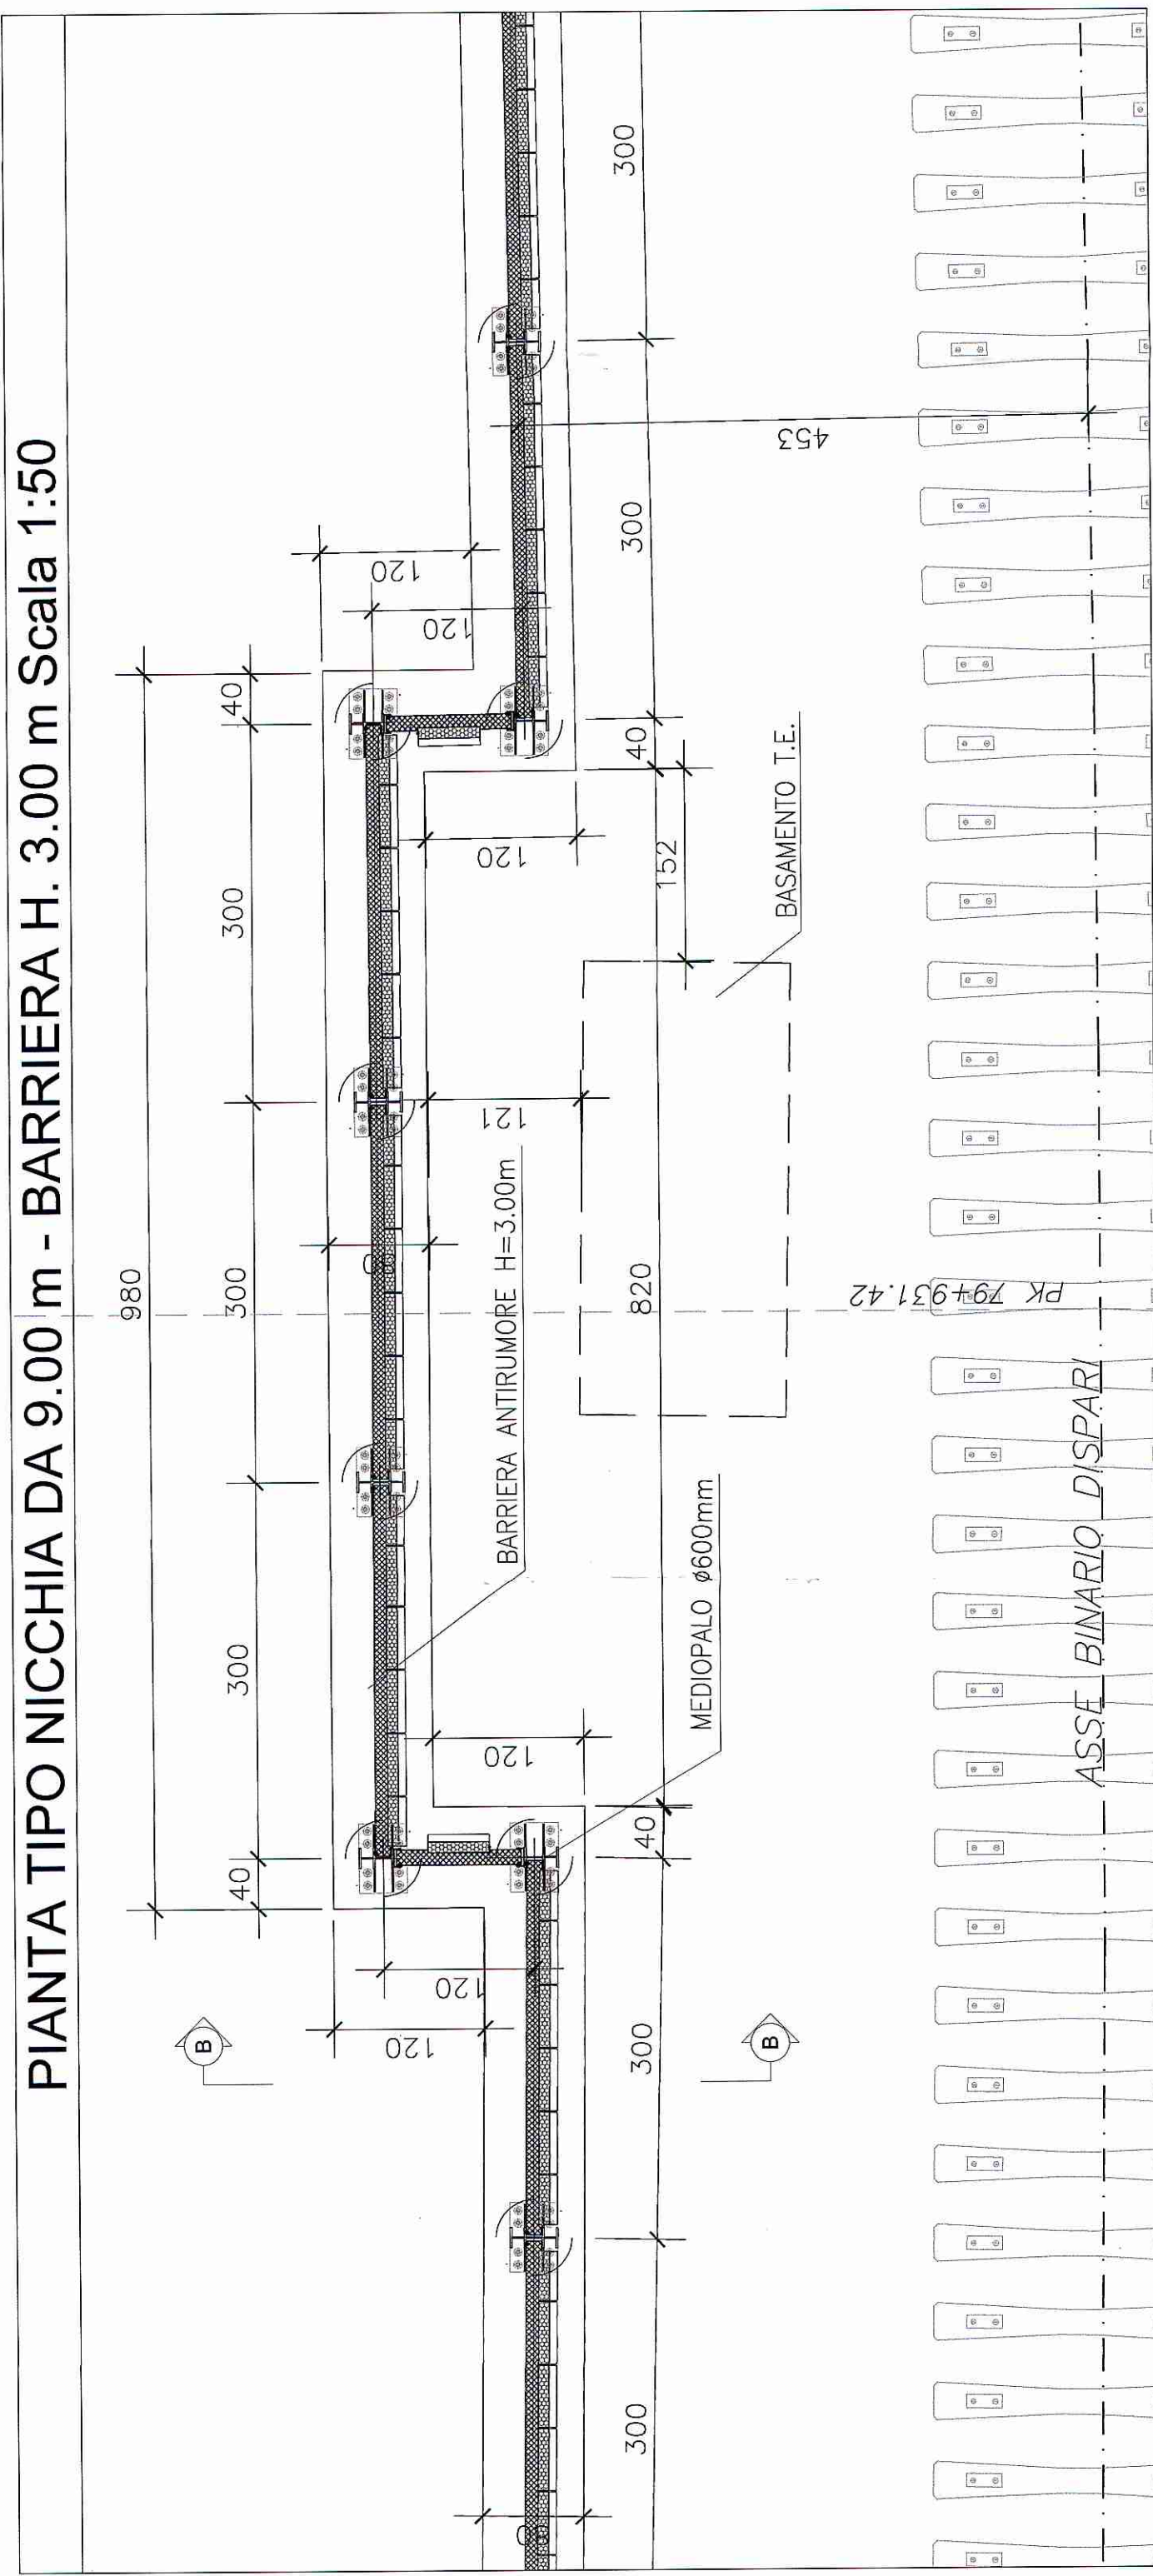 PIANTA TIPO NICCHIA DA 9.00 m - BARRIERA H. 3.00 m Scala 1:50
980
40
300
300
300
40
120
120
120
120
B
B
120
120
121
BARRIERA ANTIRUMORE H=3.00m
MEDIOPALO ø600mm
BASAMENTO T.E.
152
300
300
40
820
40
300
300
453
PK 79+931.42
ASSE BINARIO DISPARI